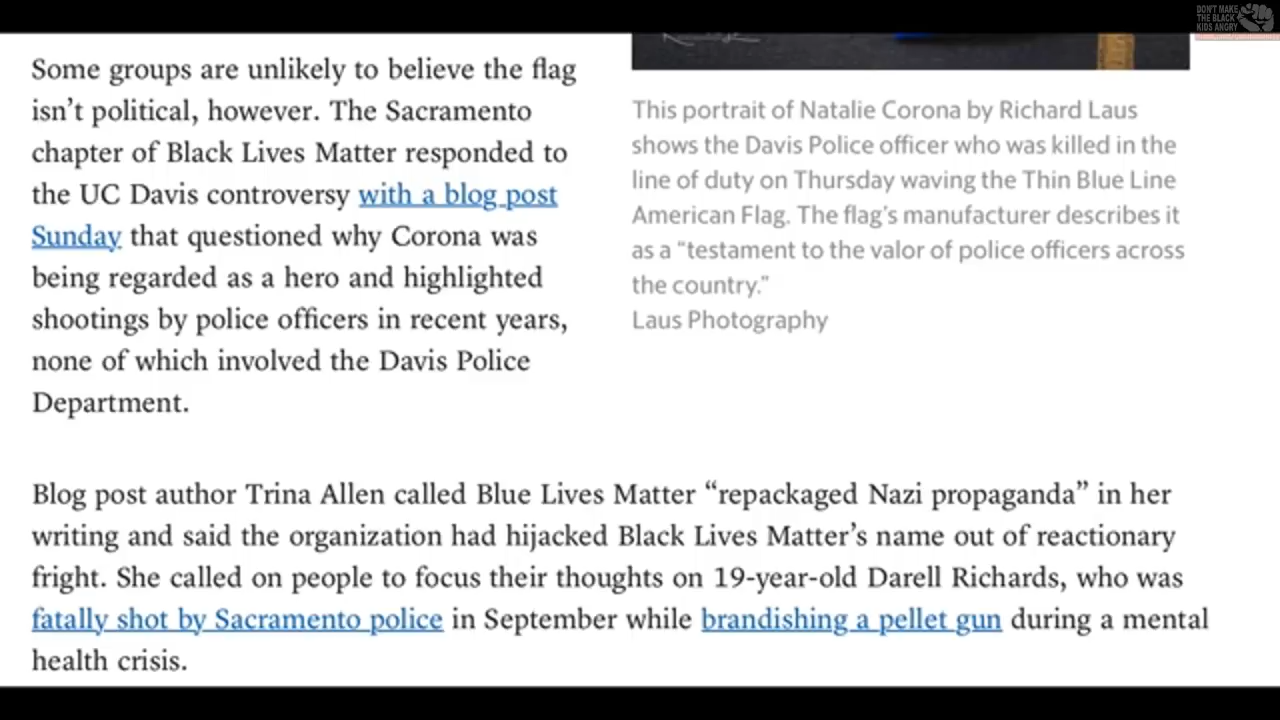 DON'T MAKE
THE BLACK
KIDS ANGRY
Some groups are unlikely to believe the flag
isn’t political, however. The Sacramento
chapter of Black Lives Matter responded to
the UC Davis controversy with a blog post
Sunday that questioned why Corona was
being regarded as a hero and highlighted
shootings by police officers in recent years,
none of which involved the Davis Police
Department.
This portrait of Natalie Corona by Richard Laus
shows the Davis Police officer who was killed in the
line of duty on Thursday waving the Thin Blue Line
American Flag. The flag’s manufacturer describes it
as a “testament to the valor of police officers across
the country.”
Laus Photography
Blog post author Trina Allen called Blue Lives Matter “repackaged Nazi propaganda” in her
writing and said the organization had hijacked Black Lives Matter’s name out of reactionary
fright. She called on people to focus their thoughts on 19-year-old Darell Richards, who was
fatally shot by Sacramento police in September while brandishing a pellet gun during a mental
health crisis.